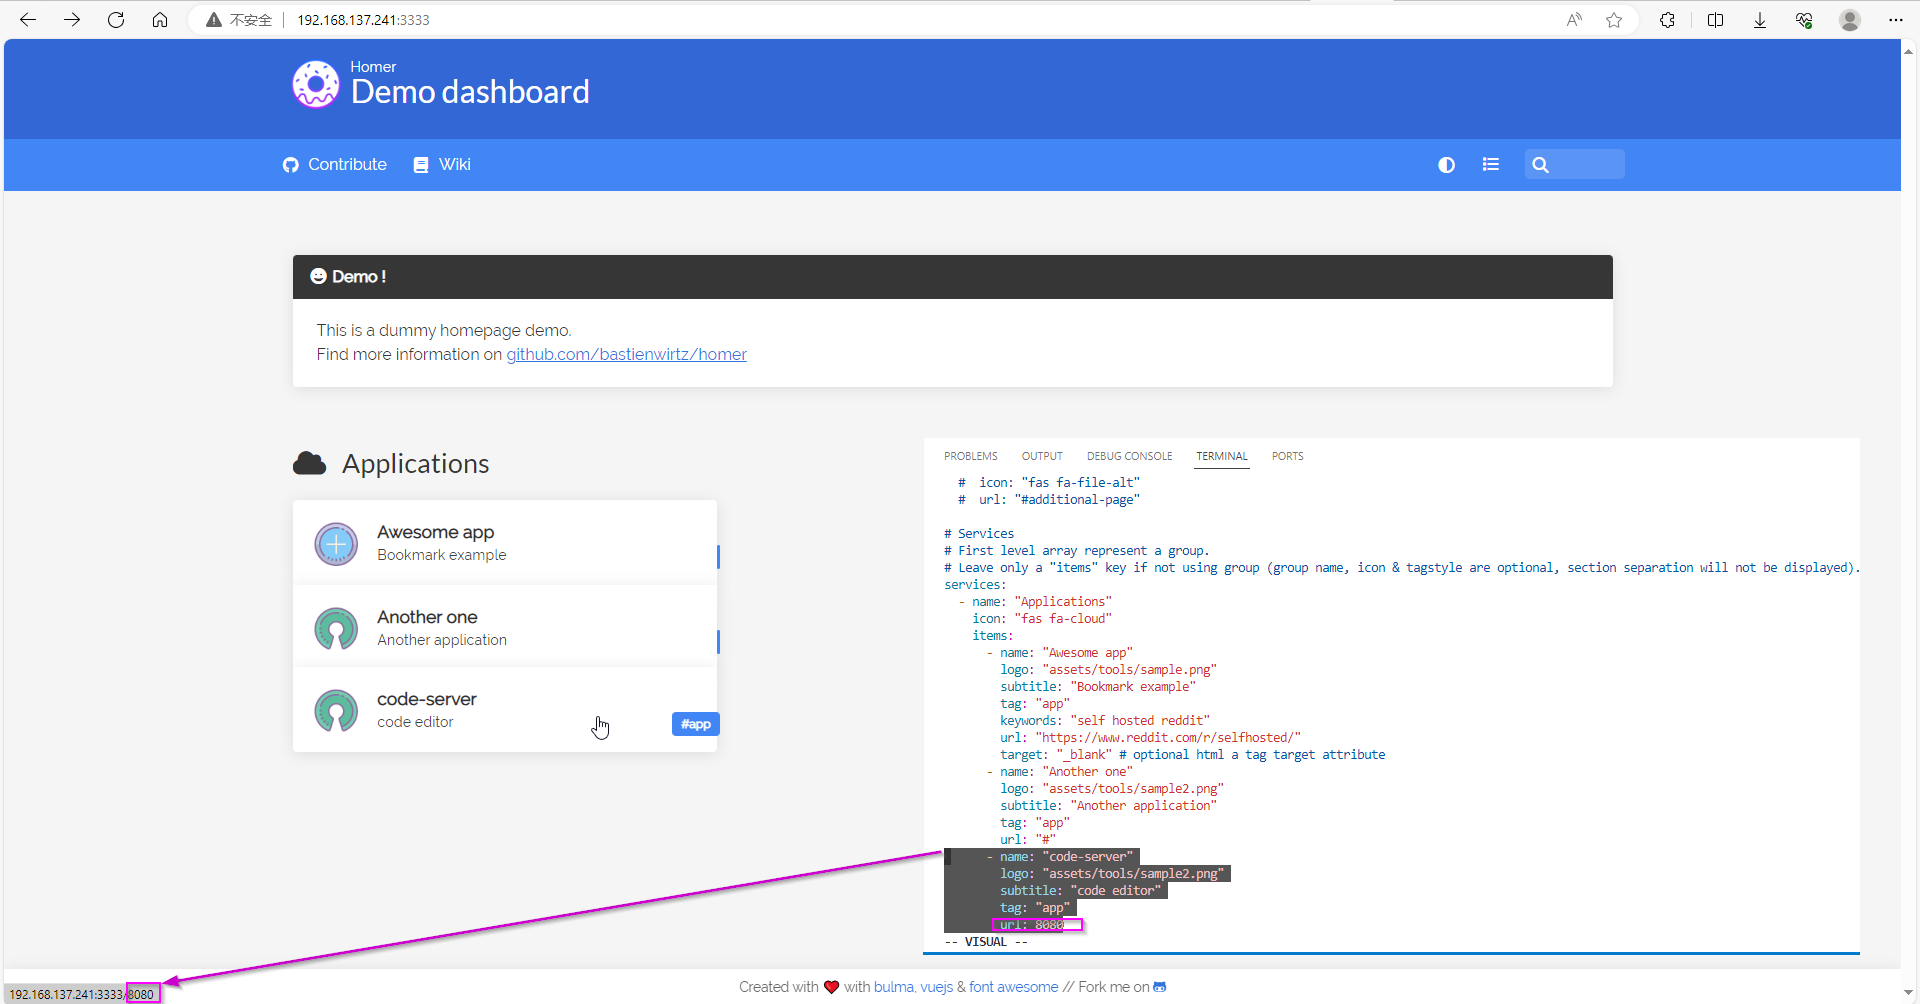 不安全
192.168.137.241:3333
Homer
Demo dashboard
Contribute
Wiki
Demo !
This is a dummy homepage demo.
Find more information on github.com/bastienwirtz/homer
Applications
Awesome app
Bookmark example
Another one
Another application
code-server
code editor
#app
PROBLEMS OUTPUT DEBUG CONSOLE TERMINAL PORTS
#  icon: "fas fa-file-alt"
#  url: "#additional-page"
# Services
# First level array represent a group.
# Leave only a "items" key if not using group (group name, icon & tagstyle are optional, section separation will not be displayed).
services:
- name: "Applications"
icon: "fas fa-cloud"
items:
- name: "Awesome app"
logo: "assets/tools/sample.png"
subtitle: "Bookmark example"
tag: "app"
keywords: "self hosted reddit"
url: "https://www.reddit.com/r/selfhosted/"
target: "_blank" # optional html a tag target attribute
- name: "Another one"
logo: "assets/tools/sample2.png"
subtitle: "Another application"
tag: "app"
url: "#"
- name: "code-server"
logo: "assets/tools/sample2.png"
subtitle: "code editor"
tag: "app"
url: 8080
-- VISUAL --
Created with ❤️ with bulma, vuejs & font awesome // Fork me on
192.168.137.241:3333/8080